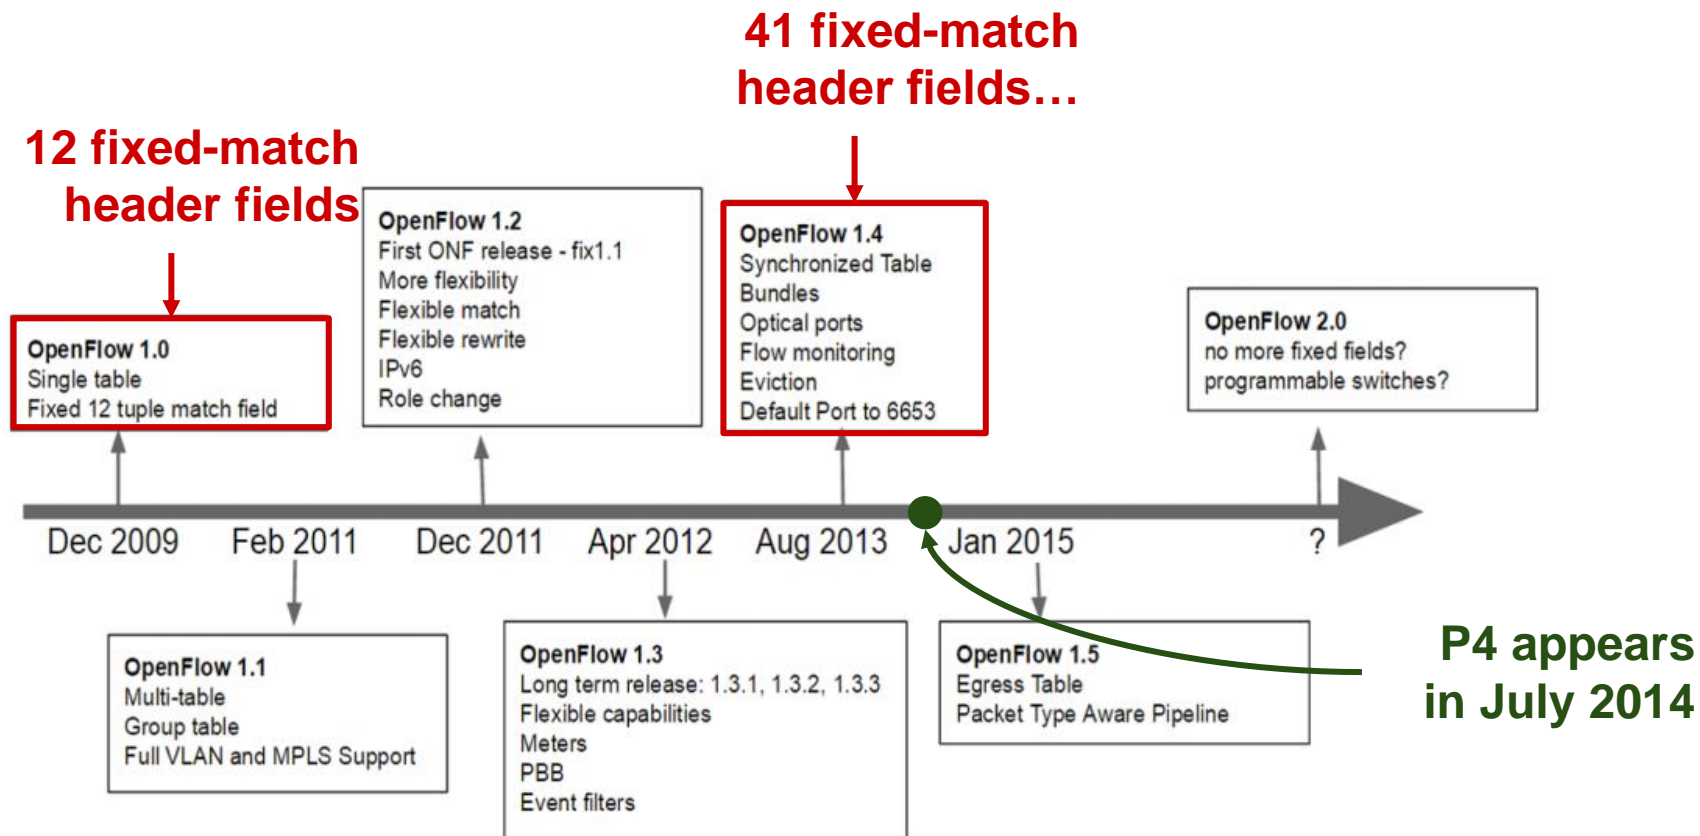 41 fixed-match
header fields…
12 fixed-match
header fields
OpenFlow 1.0
Single table
Fixed 12 tuple match field
OpenFlow 1.2
First ONF release - fix1.1
More flexibility
Flexible match
Flexible rewrite
IPv6
Role change
OpenFlow 1.4
Synchronized Table
Bundles
Optical ports
Flow monitoring
Eviction
Default Port to 6653
OpenFlow 2.0
no more fixed fields?
programmable switches?
Dec 2009
Feb 2011
Dec 2011
Apr 2012
Aug 2013
Jan 2015
?
OpenFlow 1.1
Multi-table
Group table
Full VLAN and MPLS Support
OpenFlow 1.3
Long term release: 1.3.1, 1.3.2, 1.3.3
Flexible capabilities
Meters
PBB
Event filters
OpenFlow 1.5
Egress Table
Packet Type Aware Pipeline
P4 appears
in July 2014